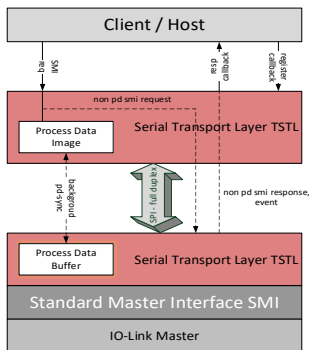 Client / Host
SMI
req
resp
callback
register
callback
non pd smi request
Process Data
Image
Serial Transport Layer TSTL
backgroud
pd-sync
SPI - full duplex
non pd smi response,
event
Process Data
Buffer
Serial Transport Layer TSTL
Standard Master Interface SMI
IO-Link Master